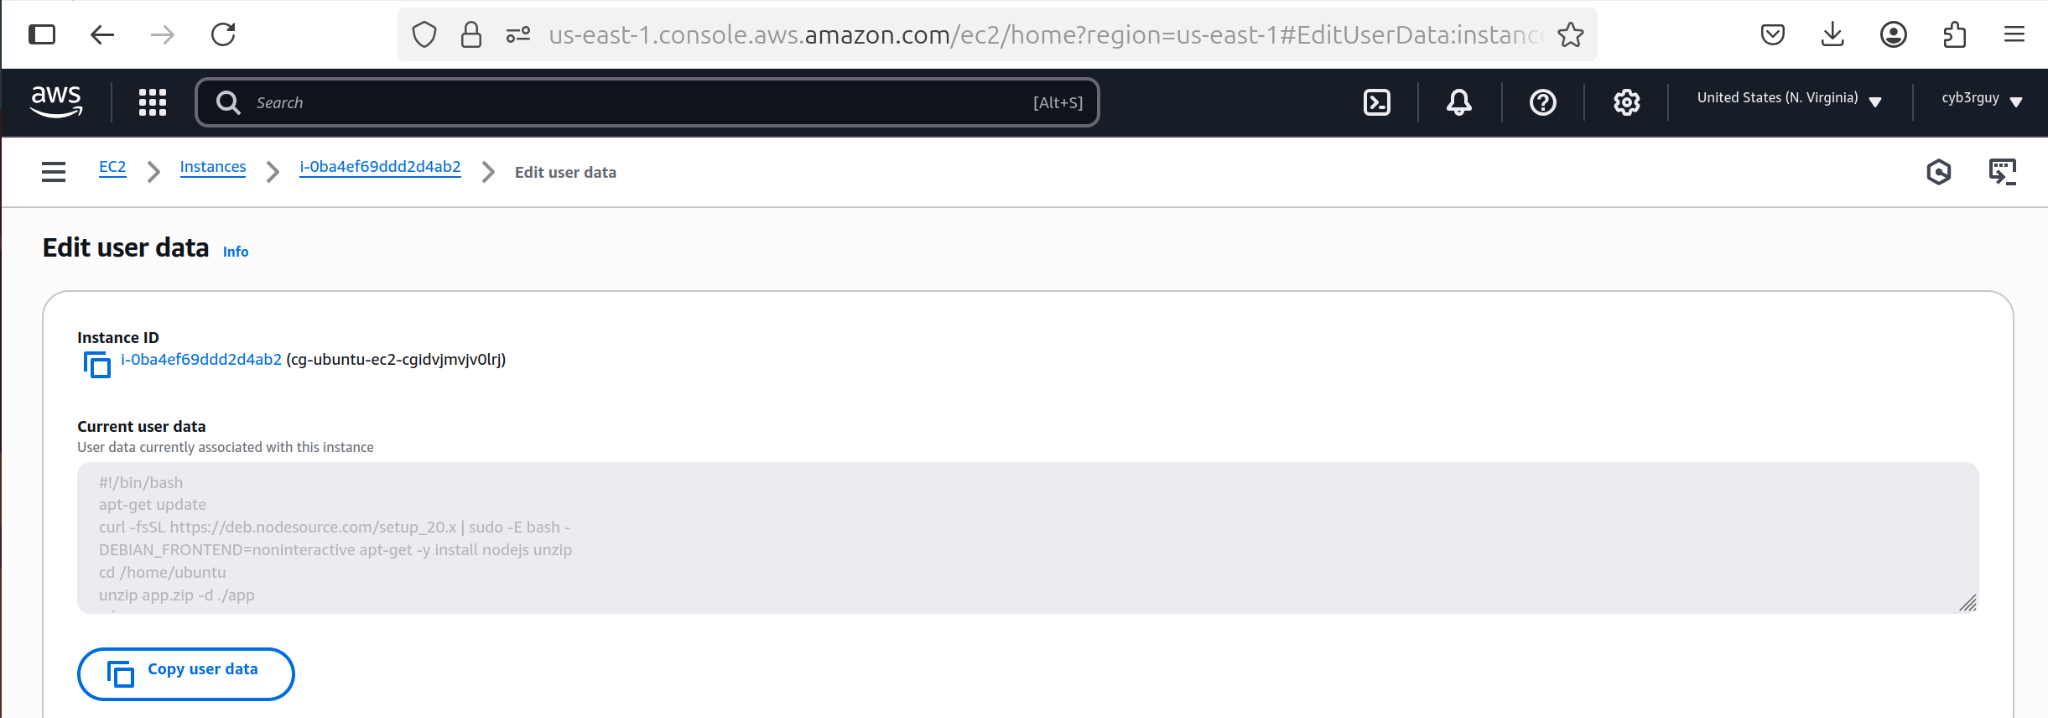 us-east-1.console.aws.amazon.com/ec2/home?region=us-east-1#EditUserData:instanc
aws
Search
[Alt+S]
United States (N. Virginia)
cyb3rguy
EC2
Instances
i-0ba4ef69ddd2d4ab2
Edit user data
Edit user data
Info
Instance ID
i-0ba4ef69ddd2d4ab2 (cg-ubuntu-ec2-cgidvjmvjv0lrj)
Current user data
User data currently associated with this instance
#!/bin/bash
apt-get update
curl -fsSL https://deb.nodesource.com/setup_20.x | sudo -E bash -
DEBIAN_FRONTEND=noninteractive apt-get -y install nodejs unzip
cd /home/ubuntu
unzip app.zip -d ./app
Copy user data